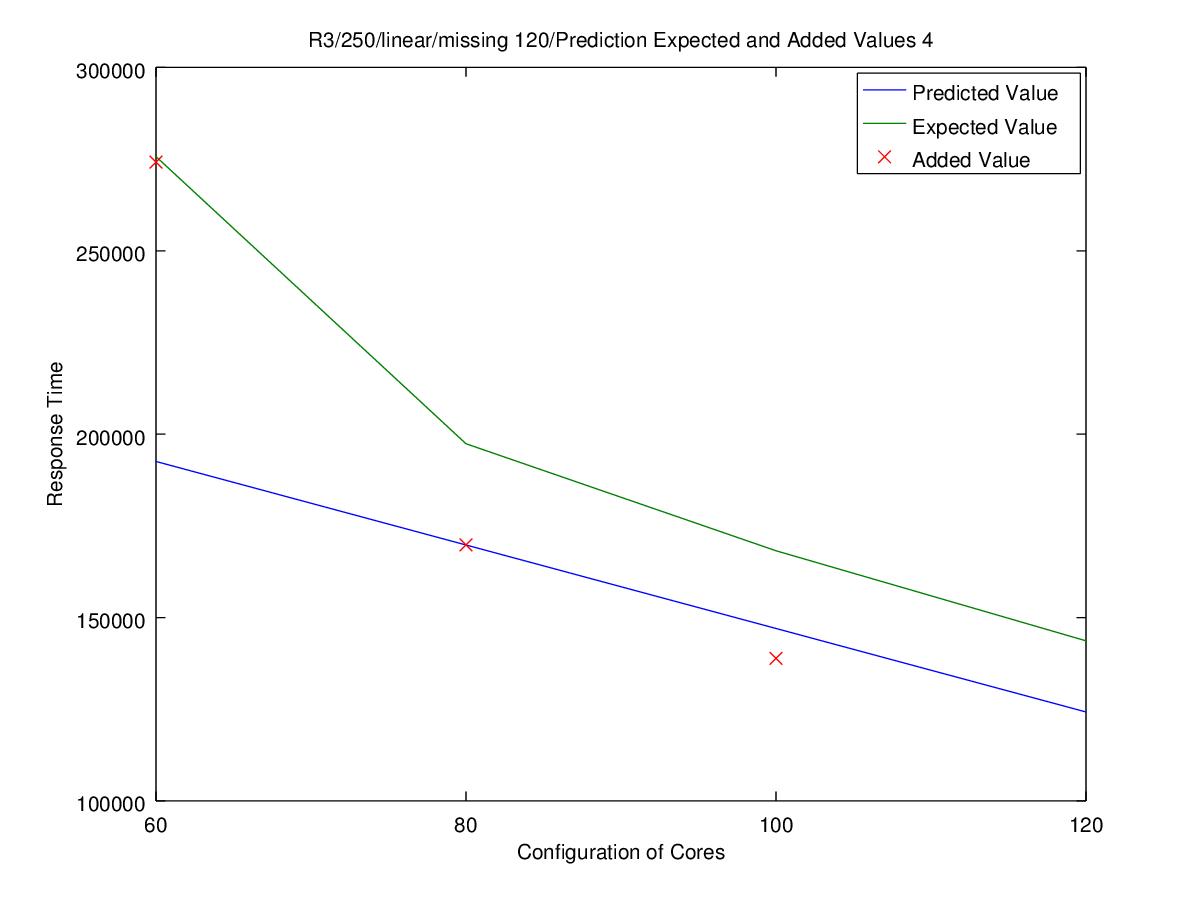 R3/250/linear/missing 120/Prediction Expected and Added Values 4
300000
250000
200000
150000
100000
60
80
100
120
Response Time
Configuration of Cores
Predicted Value
Expected Value
Added Value